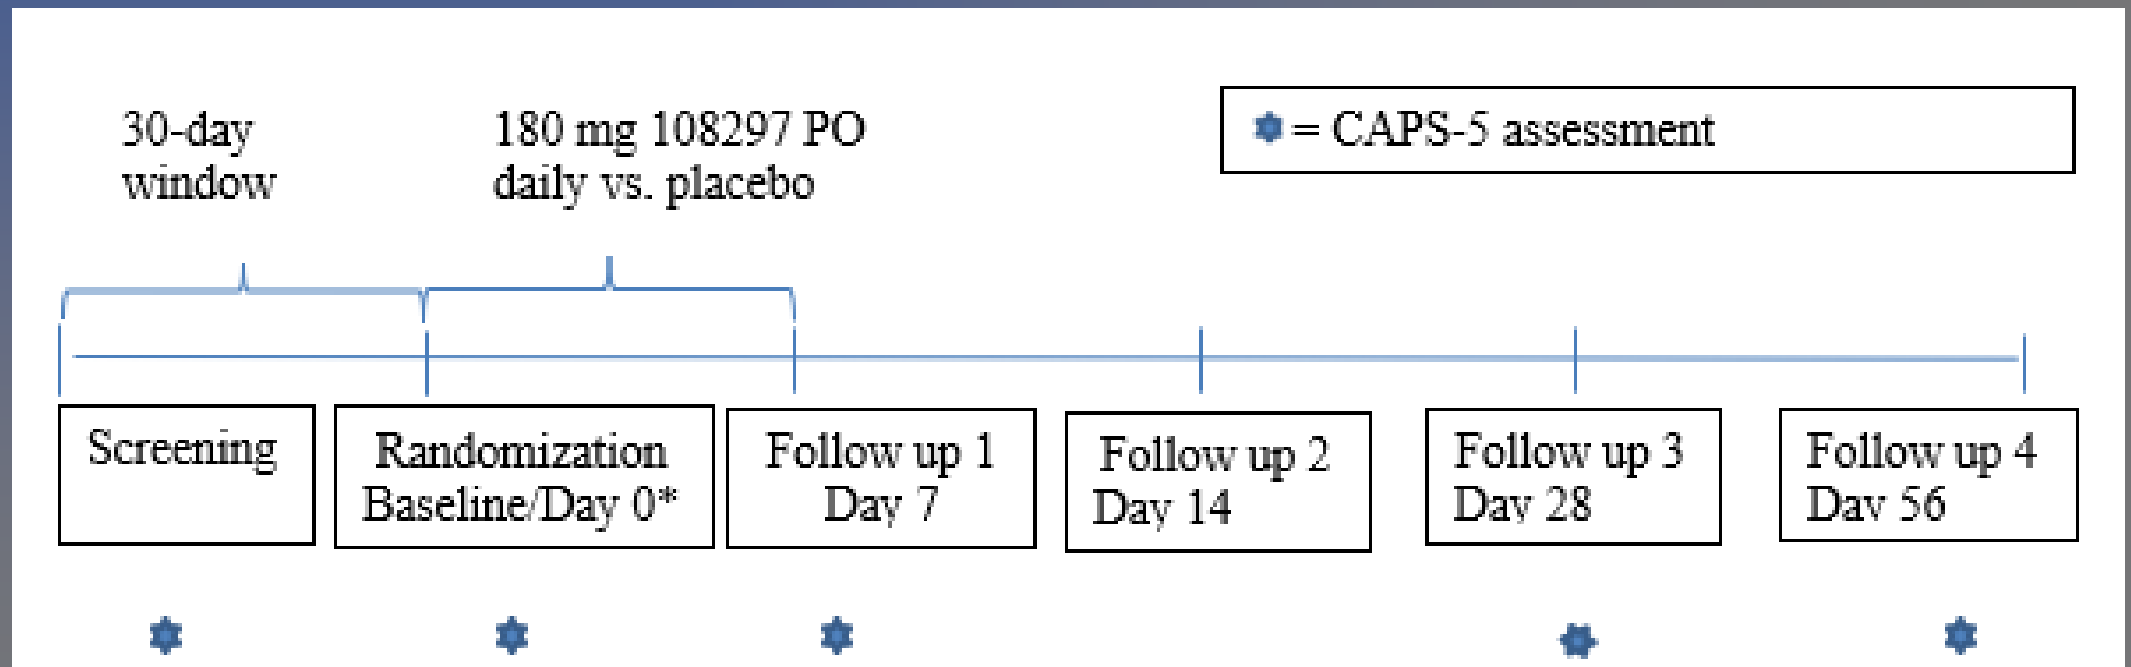 30-day
window
180 mg 108297 PO
daily vs. placebo
= CAPS-5 assessment
Screening
Randomization
Baseline/Day 0*
Follow up 1
Day 7
Follow up 2
Day 14
Follow up 3
Day 28
Follow up 4
Day 56